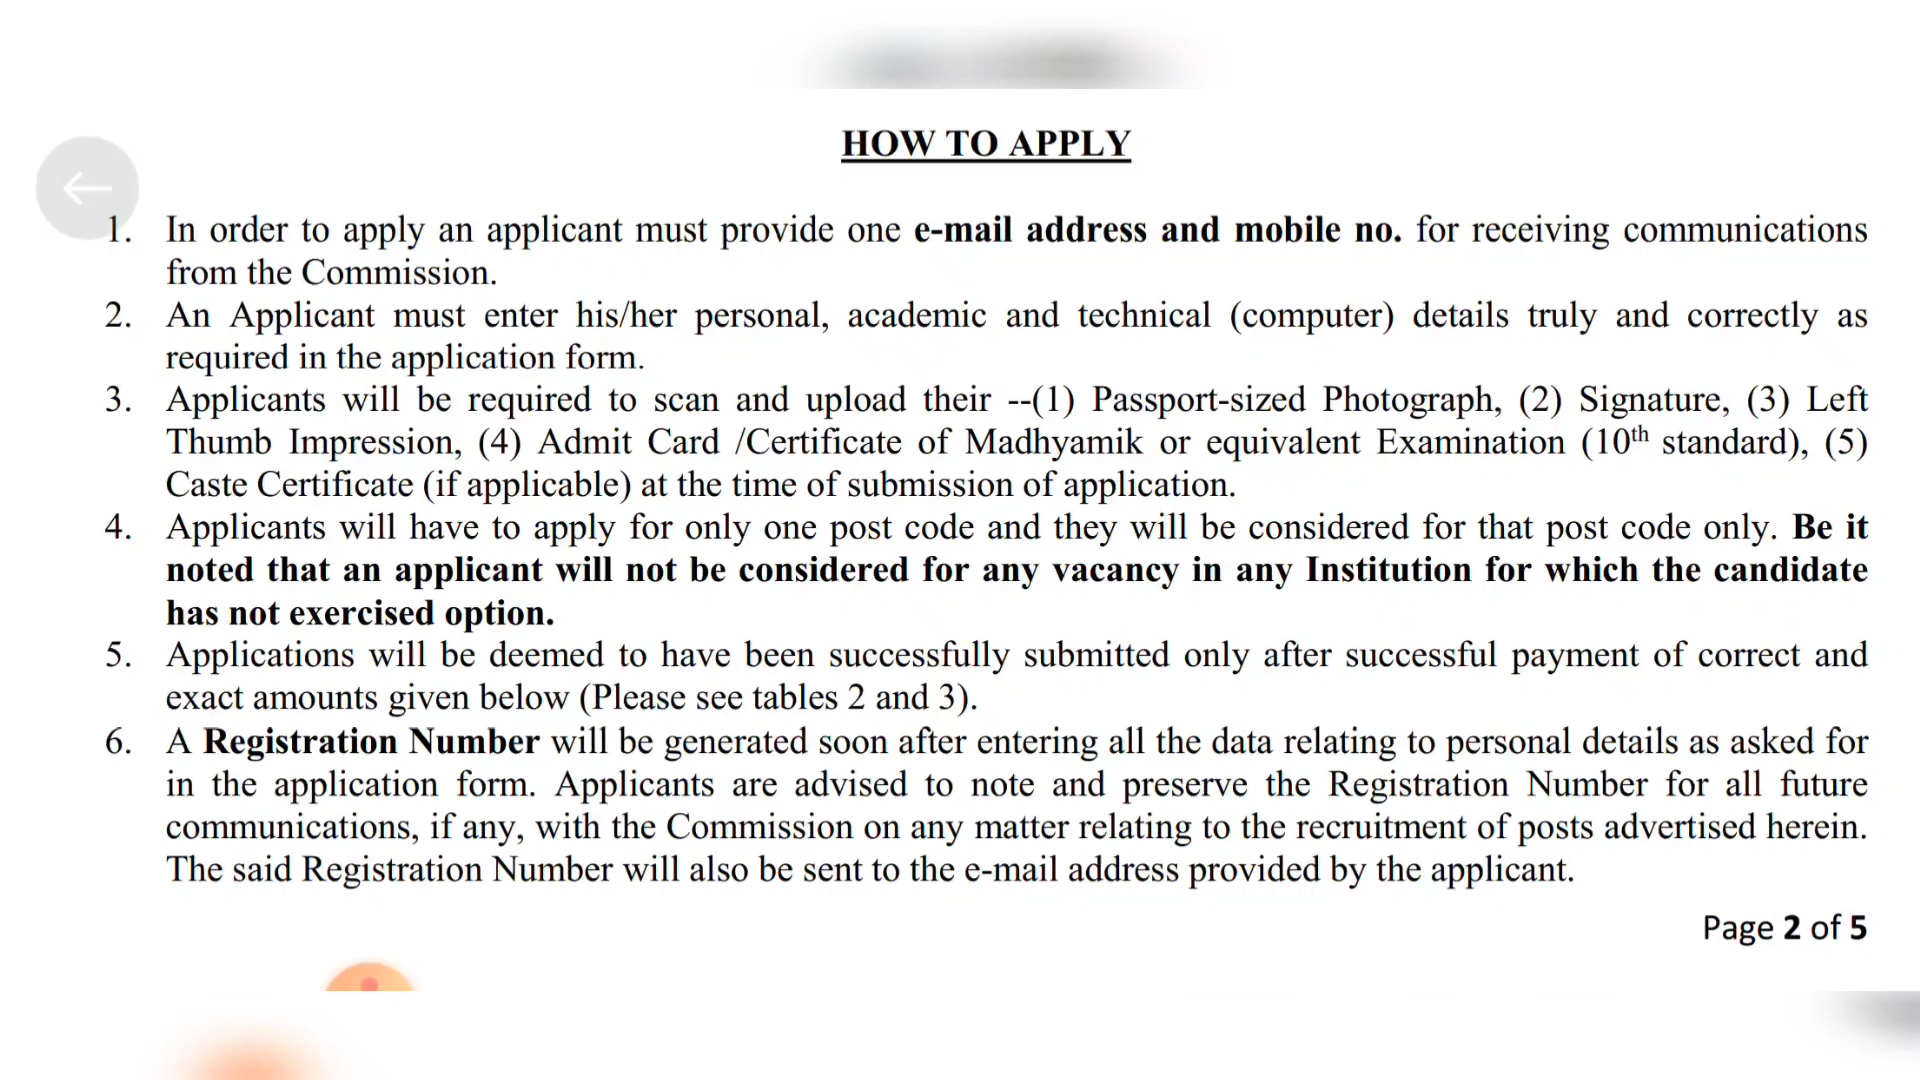 HOW TO APPLY
1. In order to apply an applicant must provide one e-mail address and mobile no. for receiving communications
from the Commission.
2. An Applicant must enter his/her personal, academic and technical (computer) details truly and correctly as
required in the application form.
3. Applicants will be required to scan and upload their --(1) Passport-sized Photograph, (2) Signature, (3) Left
Thumb Impression, (4) Admit Card /Certificate of Madhyamik or equivalent Examination (10th standard), (5)
Caste Certificate (if applicable) at the time of submission of application.
4. Applicants will have to apply for only one post code and they will be considered for that post code only. Be it
noted that an applicant will not be considered for any vacancy in any Institution for which the candidate
has not exercised option.
5. Applications will be deemed to have been successfully submitted only after successful payment of correct and
exact amounts given below (Please see tables 2 and 3).
6. A Registration Number will be generated soon after entering all the data relating to personal details as asked for
in the application form. Applicants are advised to note and preserve the Registration Number for all future
communications, if any, with the Commission on any matter relating to the recruitment of posts advertised herein.
The said Registration Number will also be sent to the e-mail address provided by the applicant.
Page 2 of 5